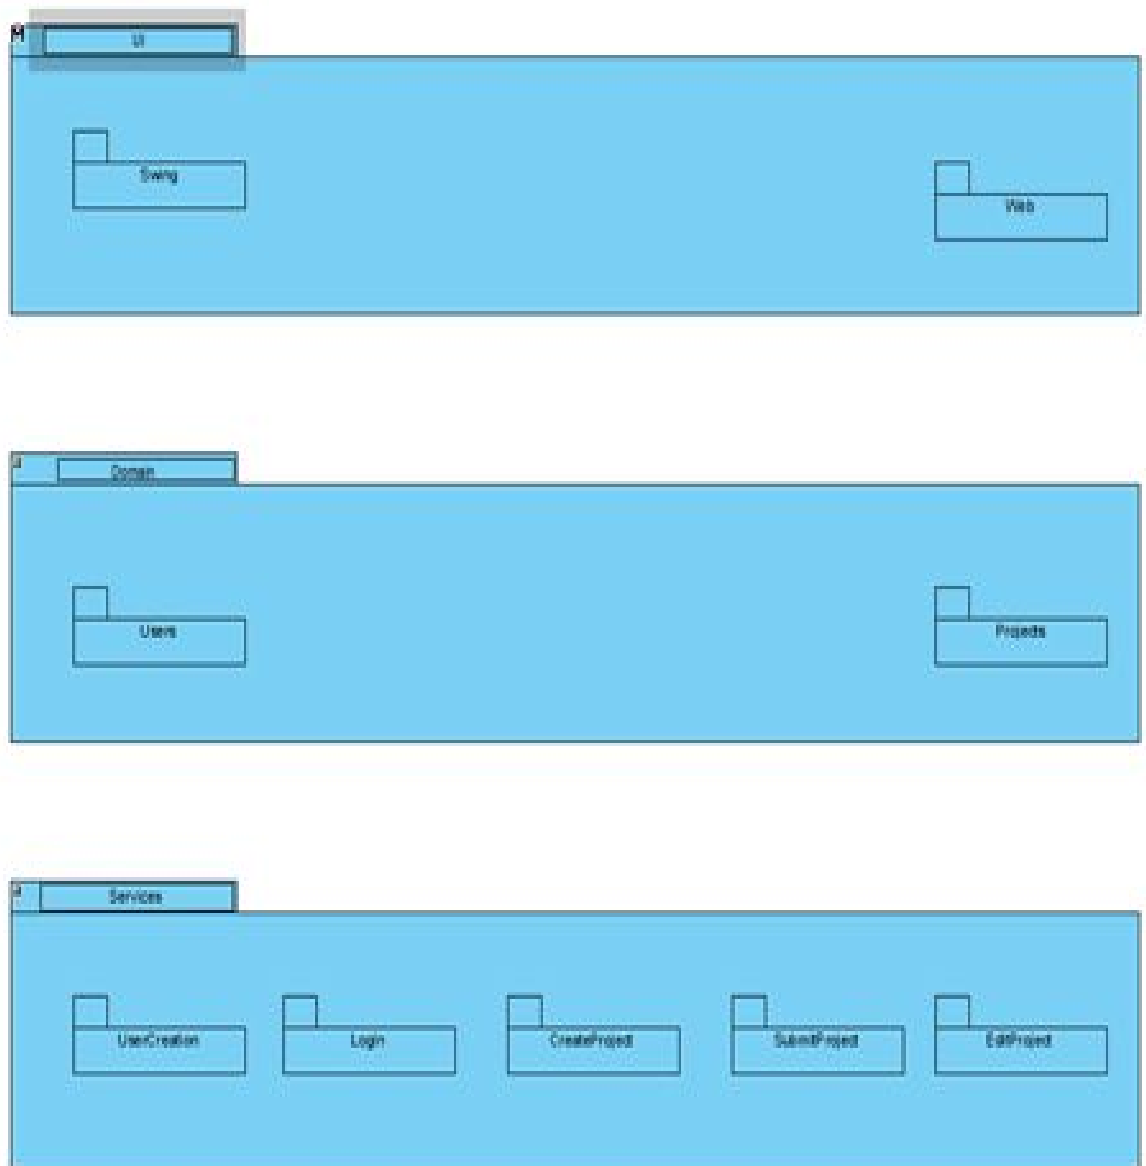 UI
Swing
Web
Domain
Users
Projects
Services
UserCreation
Login
CreateProject
SubmitProject
EditProject